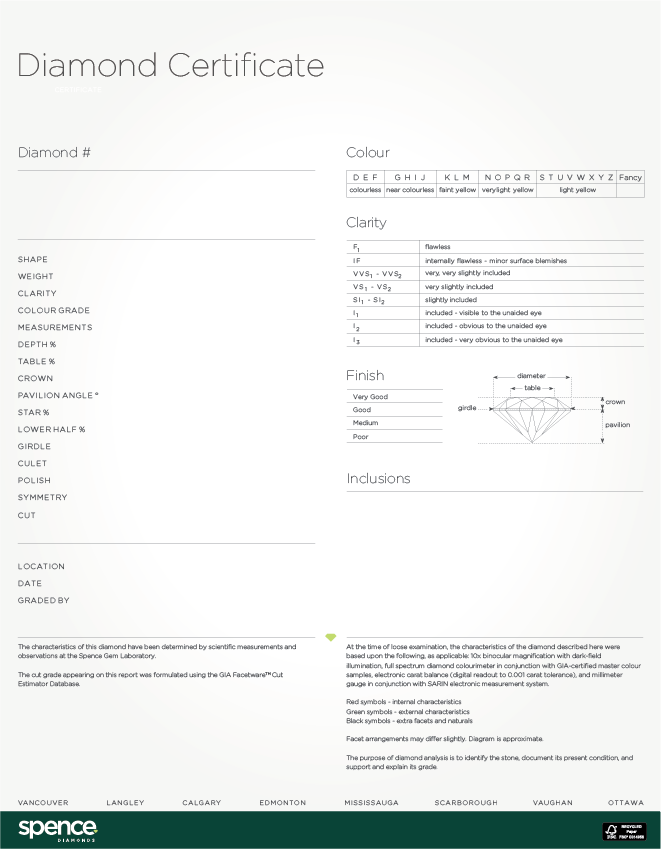 Diamond Certificate
Diamond #
SHAPE
WEIGHT
CLARITY
COLOUR GRADE
MEASUREMENTS
DEPTH %
TABLE %
CROWN
PAVILION ANGLE °
STAR %
LOWER HALF %
GIRDLE
CULET
POLISH
SYMMETRY
CUT
LOCATION
DATE
GRADED BY
The characteristics of this diamond have been determined by scientific measurements and
observations at the Spence Gem Laboratory.
The cut grade appearing on this report was formulated using the GIA Facetware™ Cut
Estimator Database.
Colour
D E F G H I J K L M N O P Q R S T U V W X Y Z Fancy
colourless near colourless faint yellow verylight yellow light yellow
Clarity
F1 flawless
IF internally flawless - minor surface blemishes
VVS1 - VVS2 very, very slightly included
VS1 - VS2 very slightly included
SI1 - SI2 slightly included
I1 included - visible to the unaided eye
I2 included - obvious to the unaided eye
I3 included - very obvious to the unaided eye
Finish
Very Good
Good
Medium
Poor
diameter
table
girdle
crown
pavilion
Inclusions
At the time of loose examination, the characteristics of the diamond described here were
based upon the following, as applicable: 10x binocular magnification with dark-field
illumination, full spectrum diamond colourimeter in conjunction with GIA-certified master colour
samples, electronic carat balance (digital readout to 0.001 carat tolerance), and millimeter
gauge in conjunction with SARIN electronic measurement system.
Red symbols - internal characteristics
Green symbols - external characteristics
Black symbols - extra facets and naturals
Facet arrangements may differ slightly. Diagram is approximate.
The purpose of diamond analysis is to identify the stone, document its present condition, and
support and explain its grade.
VANCOUVER LANGLEY CALGARY EDMONTON MISSISSAUGA SCARBOROUGH VAUGHAN OTTAWA
spence
DIAMONDS
RECYCLED
Paper